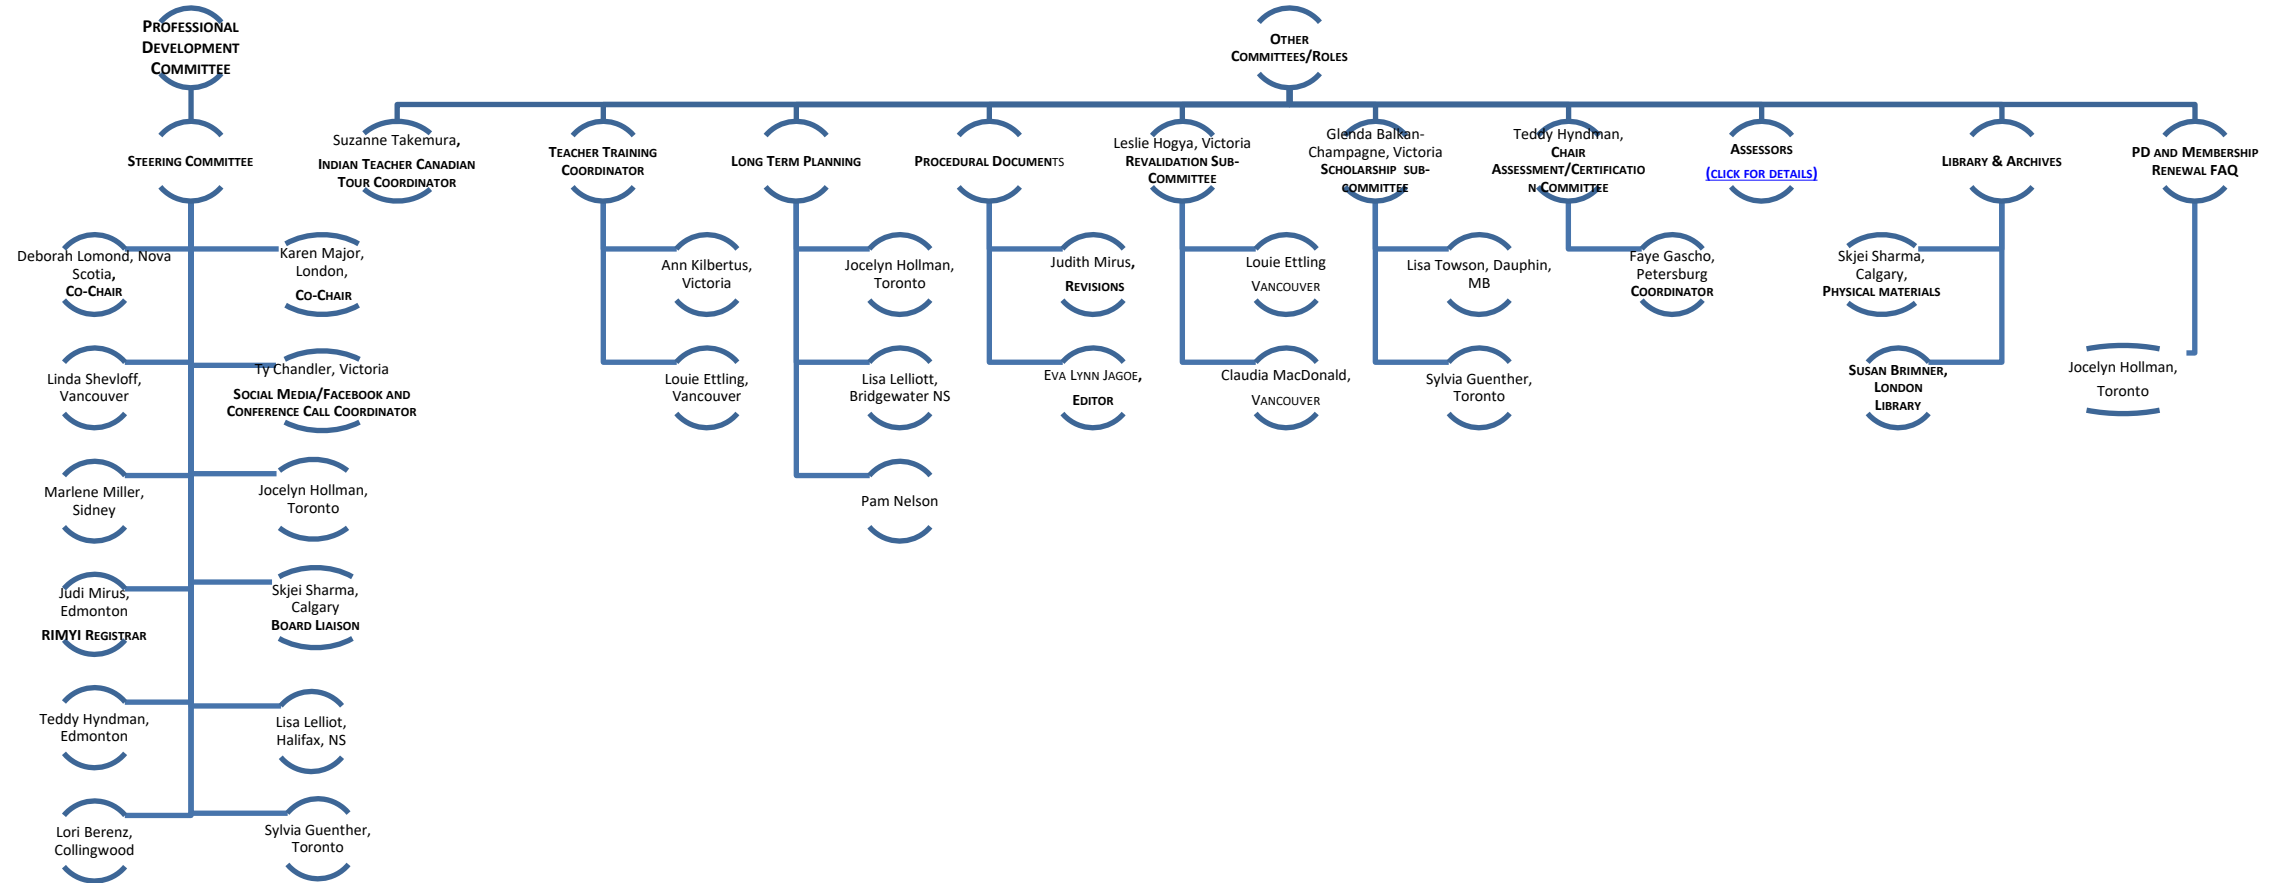 PROFESSIONAL
DEVELOPMENT
COMMITTEE
OTHER
COMMITTEES/ROLES
STEERING COMMITTEE
Suzanne Takemura,
INDIAN TEACHER CANADIAN
TOUR COORDINATOR
TEACHER TRAINING
COORDINATOR
LONG TERM PLANNING
PROCEDURAL DOCUMENTS
Leslie Hogya, Victoria
REVALIDATION SUB-
COMMITTEE
Glenda Balkan-
Champagne, Victoria
SCHOLARSHIP SUB-
COMMITTEE
Teddy Hyndman,
CHAIR
ASSESSMENT/CERTIFICATIO
N COMMITTEE
ASSESSORS
(CLICK FOR DETAILS)
LIBRARY & ARCHIVES
PD AND MEMBERSHIP
RENEWAL FAQ
Deborah Lomond, Nova
Scotia,
CO-CHAIR
Karen Major,
London,
CO-CHAIR
Linda Shevloff,
Vancouver
Ty Chandler, Victoria
SOCIAL MEDIA/FACEBOOK AND
CONFERENCE CALL COORDINATOR
Marlene Miller,
Sidney
Jocelyn Hollman,
Toronto
Judi Mirus,
Edmonton
RIMYI REGISTRAR
Skjei Sharma,
Calgary
BOARD LIAISON
Teddy Hyndman,
Edmonton
Lisa Lelliot,
Halifax, NS
Lori Berenz,
Collingwood
Sylvia Guenther,
Toronto
Ann Kilbertus,
Victoria
Louie Ettling,
Vancouver
Jocelyn Hollman,
Toronto
Lisa Lelliott,
Bridgewater NS
Pam Nelson
Judith Mirus,
REVISIONS
EVA LYNN JAGOE,
EDITOR
Louie Ettling
VANCOUVER
Claudia MacDonald,
VANCOUVER
Lisa Towson, Dauphin,
MB
Sylvia Guenther,
Toronto
Faye Gascho,
Petersburg
COORDINATOR
Skjei Sharma,
Calgary,
PHYSICAL MATERIALS
SUSAN BRIMNER,
LONDON
LIBRARY
Jocelyn Hollman,
Toronto